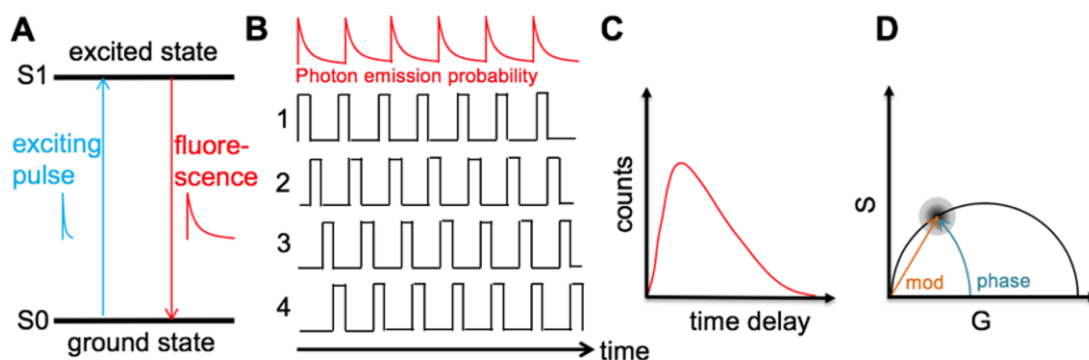 A
excited state
S1
exciting
pulse
fluore-
scence
S0
ground state
B
Photon emission probability
1
2
3
4
time
C
counts
time delay
D
S
mod
phase
G